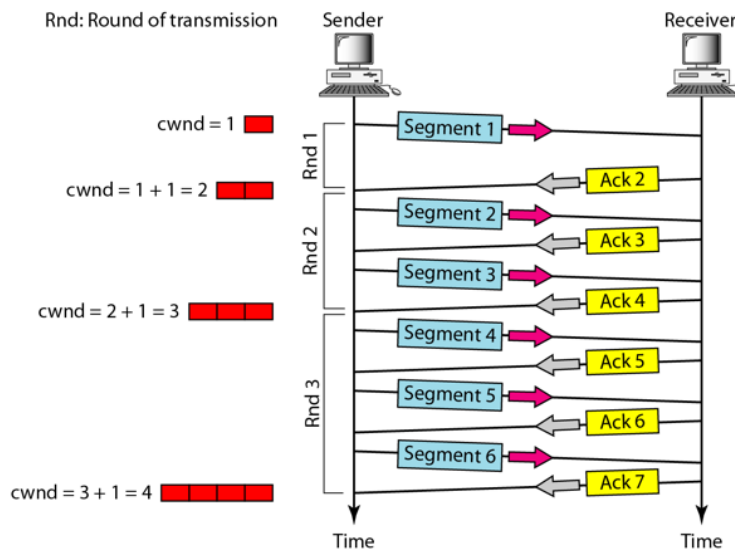 Rnd: Round of transmission
Sender
Receiver
cwnd = 1
Rnd 1
Segment 1
Ack 2
cwnd = 1 + 1 = 2
Rnd 2
Segment 2
Ack 3
Segment 3
Ack 4
cwnd = 2 + 1 = 3
Rnd 3
Segment 4
Ack 5
Segment 5
Ack 6
Segment 6
Ack 7
cwnd = 3 + 1 = 4
Time
Time